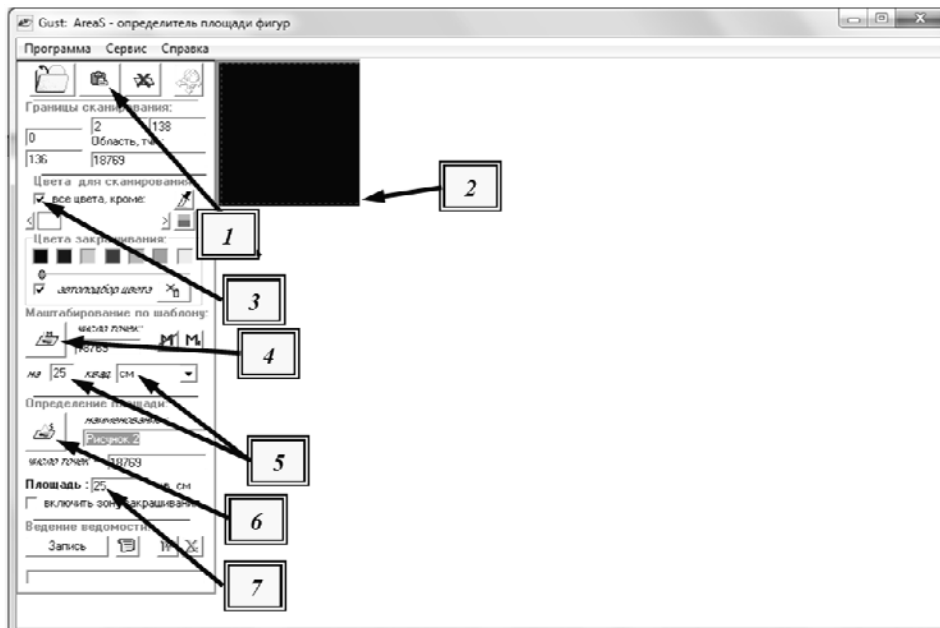 Gust: AreaS - определитель площади фигур
Программа Сервис Справка
Границы сканирования:
2 138
0
Область, тчк:
136 18769
Цвета для сканирования
все цвета, кроме:
1
2
Цвета закрашивания:
3
автоподбор цвета
Маштабирование по шаблону:
число точек:
18769
4
на 25 квад см
Определение площади:
наименование
Рисунок 2
5
число точек 18769
Площадь : 25 см
включить зону закрашивания
6
Ведение ведомости:
Запись
7